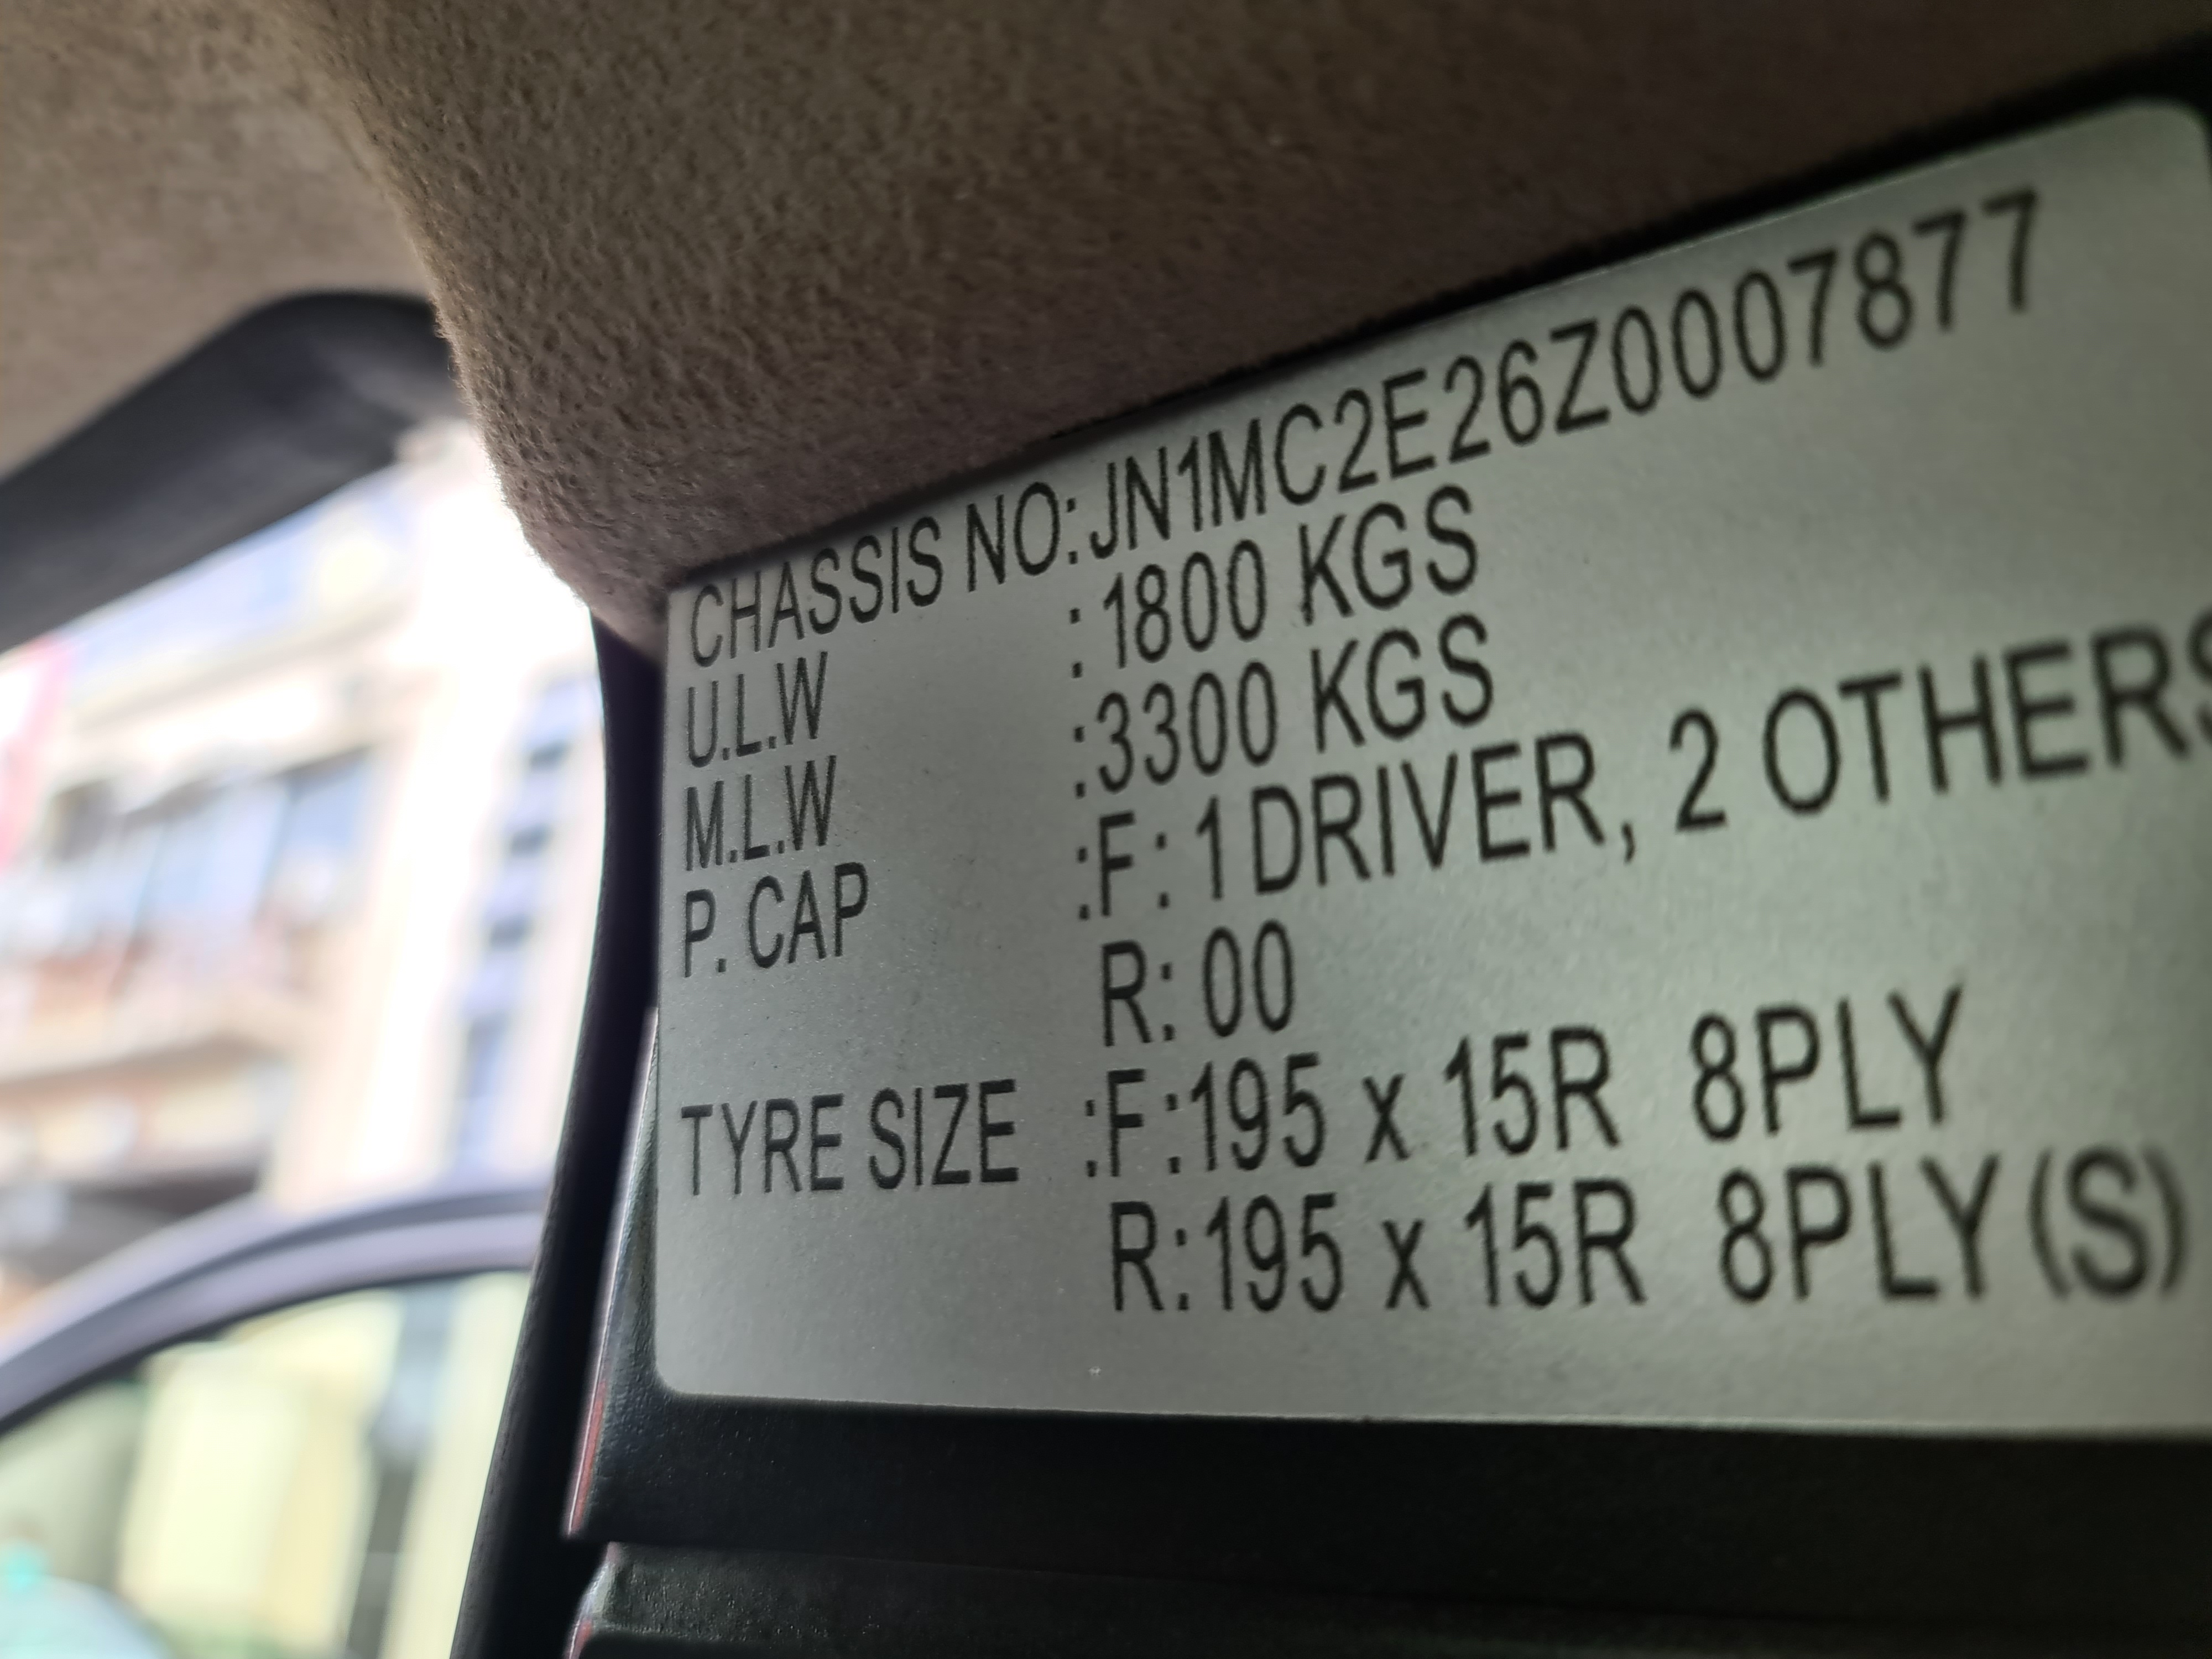 CHASSIS NO: JN1MC2E26Z0007877
U.L.W : 1800 KGS
M.L.W : 3300 KGS
P. CAP : F : 1 DRIVER, 2 OTHERS
R : 00
TYRE SIZE : F : 195 x 15R 8PLY
R : 195 x 15R 8PLY (S)